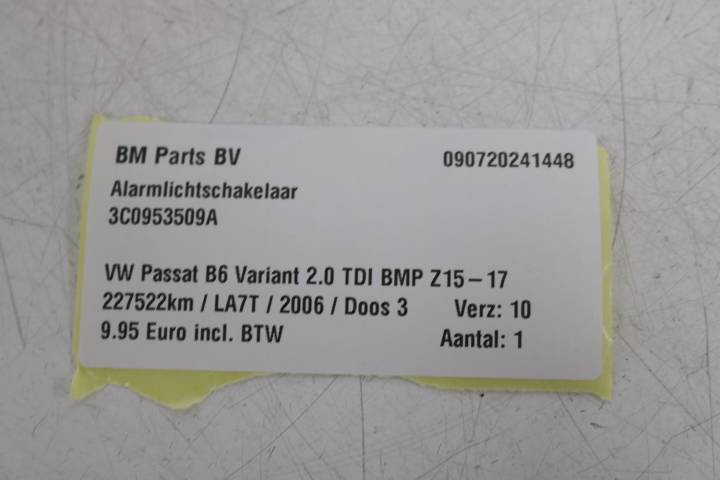 BM Parts BV 090720241448
Alarmlichtschakelaar
3C0953509A
VW Passat B6 Variant 2.0 TDI BMP Z15-17
227522km / LA7T / 2006 / Doos 3 Verz: 10
9.95 Euro incl. BTW Aantal: 1